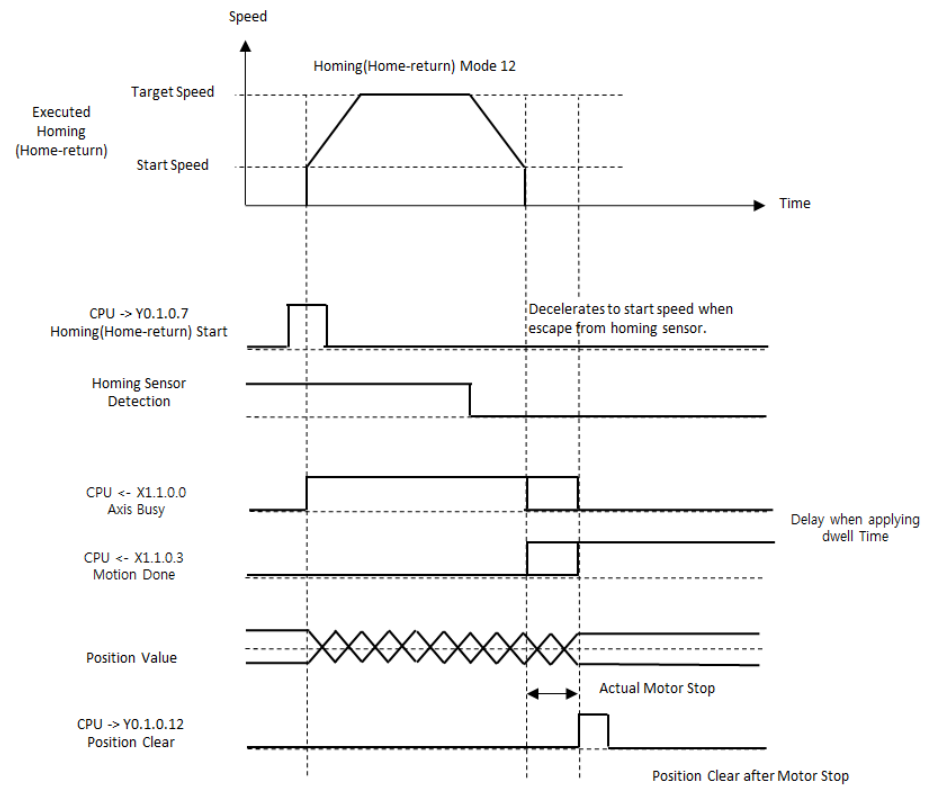 Speed
Homing(Home-return) Mode 12
Target Speed
Executed
Homing
(Home-return)
Start Speed
Time
CPU -> Y0.1.0.7
Homing(Home-return) Start
Decelerates to start speed when
escape from homing sensor.
Homing Sensor
Detection
CPU <- X1.1.0.0
Axis Busy
Delay when applying
dwell Time
CPU <- X1.1.0.3
Motion Done
Position Value
Actual Motor Stop
CPU -> Y0.1.0.12
Position Clear
Position Clear after Motor Stop